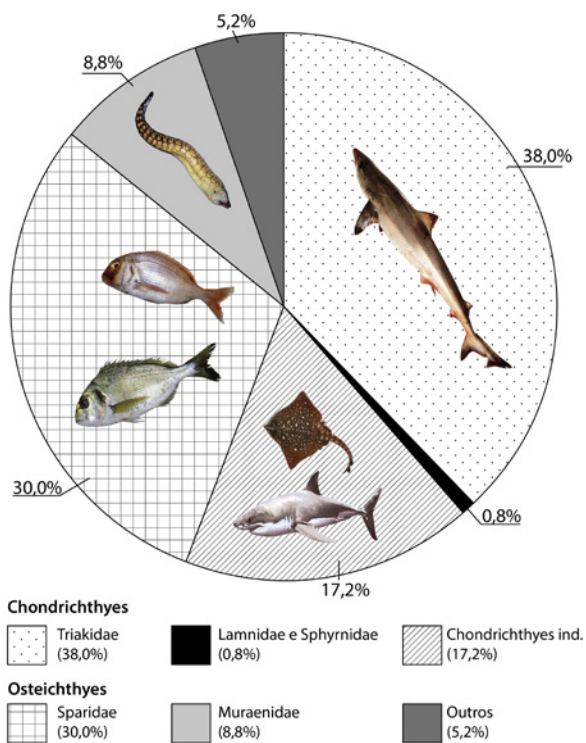 5,2%
8,8%
38,0%
30,0%
0,8%
17,2%
Chondrichthyes
Triakidae
(38,0%)
Lamnidae e Sphyrnidae
(0,8%)
Chondrichthyes ind.
(17,2%)
Osteichthyes
Sparidae
(30,0%)
Muraenidae
(8,8%)
Outros
(5,2%)